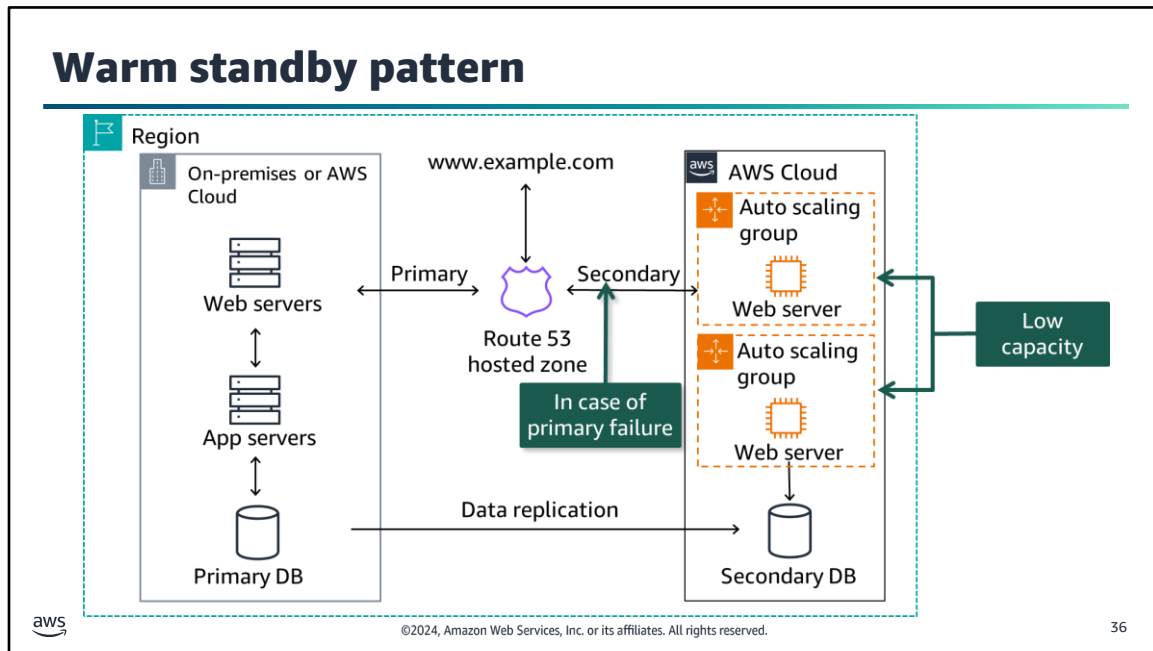 Warm standby pattern
Region
On-premises or AWS
Cloud
Web servers
App servers
Primary DB
www.example.com
Primary
Secondary
Route 53
hosted zone
In case of
primary failure
Data replication
aws
AWS Cloud
Auto scaling
group
Web server
Auto scaling
group
Web server
Secondary DB
Low
capacity
aws
©2024, Amazon Web Services, Inc. or its affiliates. All rights reserved.
36